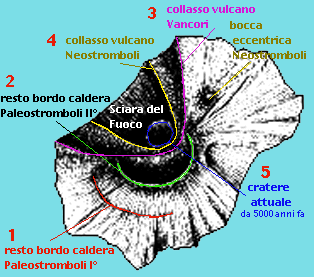 3 collasso vulcano
Vancori
4 collasso vulcano
Neostromboli
bocca
eccentrica
Neostromboli
2
resto bordo caldera
Paleostromboli II°
Sciara del
Fuoco
5
cratere
attuale
da 5000 anni fa
1
resto bordo caldera
Paleostromboli I°